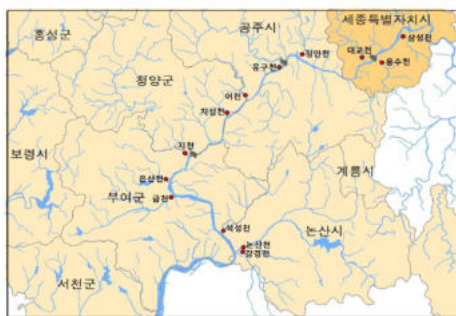 세종특별자치시
공주시
홍성군
삼성천
정안천
대교천
용수천
유구천
청양군
어천
치성천
지천
보령시
계룡시
은산천
부여군
금천
논산시
석성천
논산천
강경천
서천군